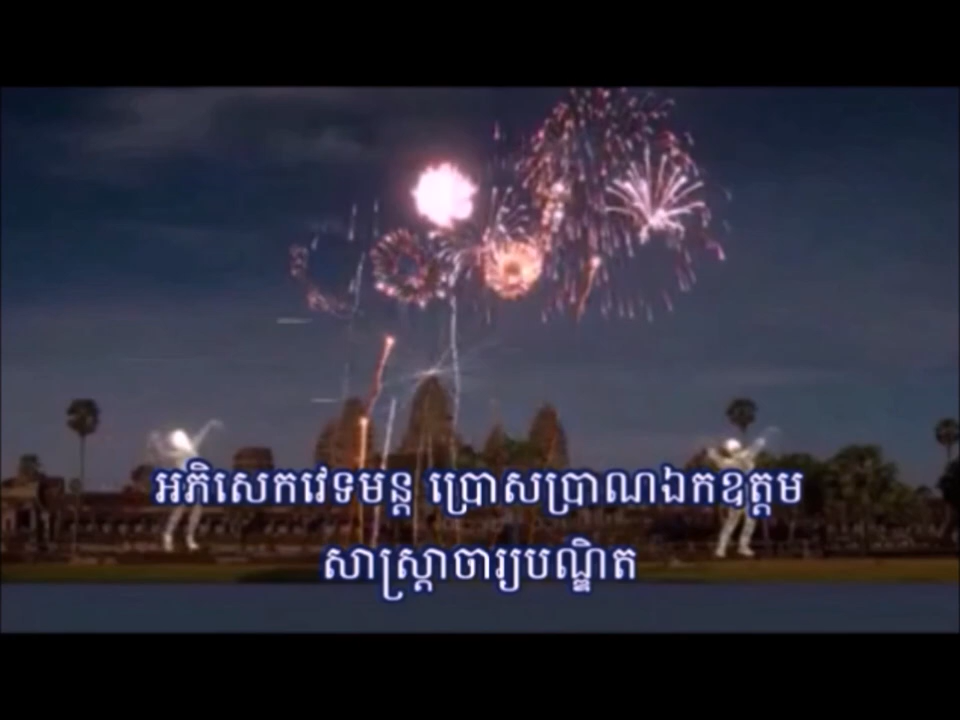 អភិសេកវេទមន្ត ប្រោសប្រាណឯកឧត្តម
សាស្ត្រាចារ្យបណ្ឌិត